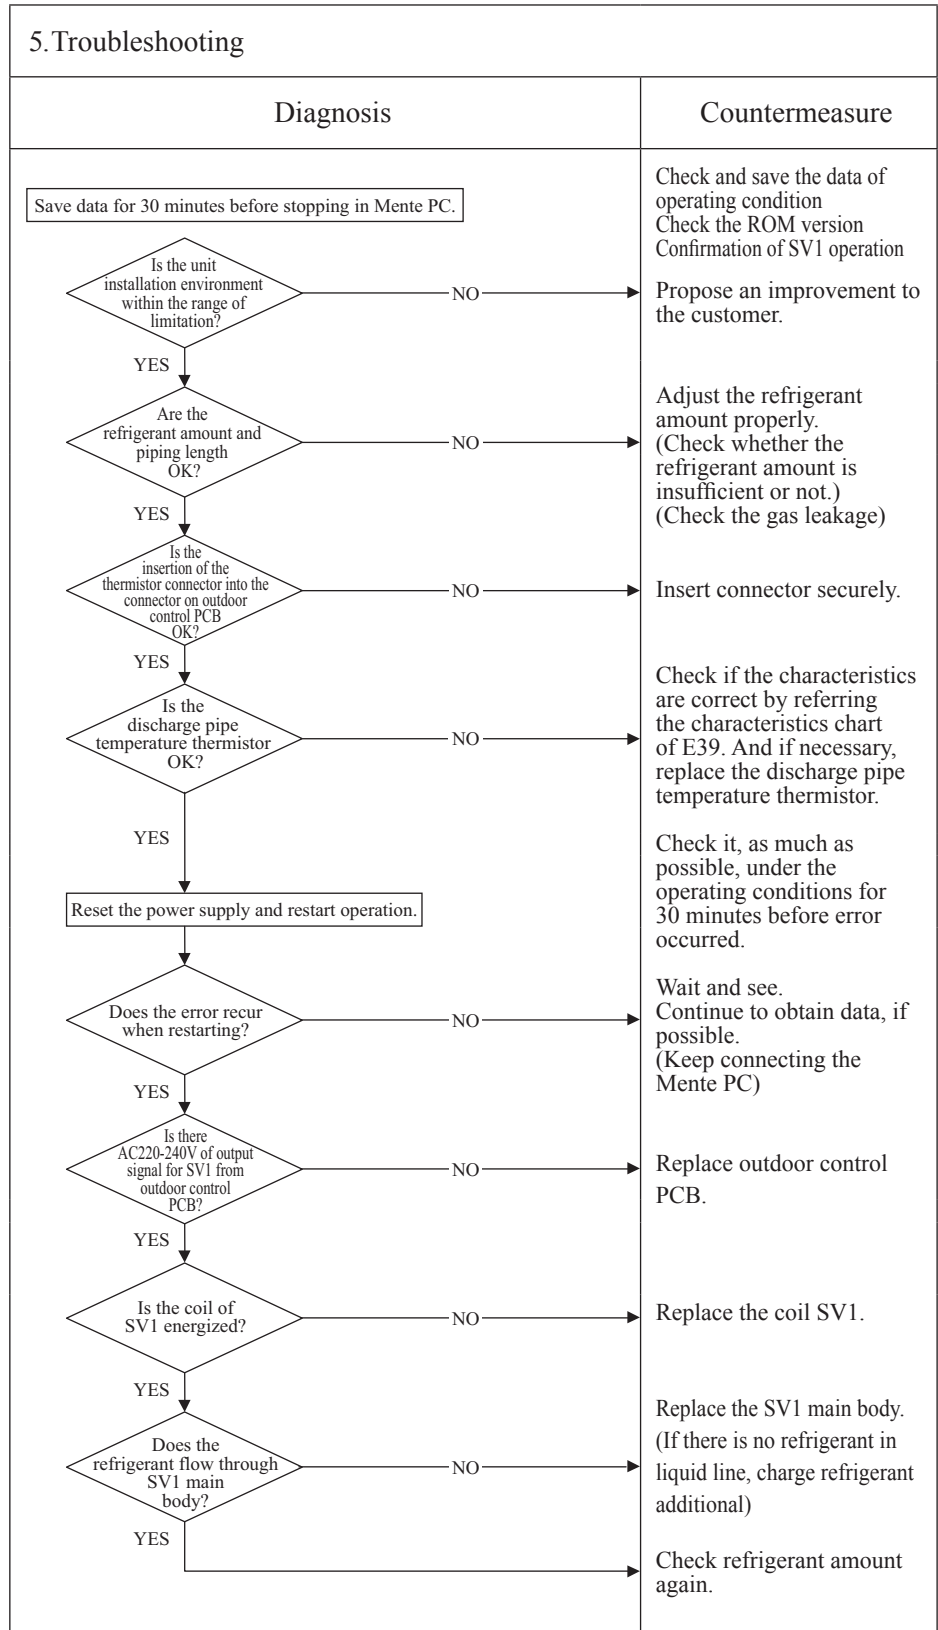 5.Troubleshooting
Diagnosis
Countermeasure
Save data for 30 minutes before stopping in Mente PC.
Check and save the data of
operating condition
Check the ROM version
Confirmation of SV1 operation
Is the unit
installation environment
within the range of
limitation?
NO
Propose an improvement to
the customer.
YES
Are the
refrigerant amount and
piping length
OK?
NO
Adjust the refrigerant
amount properly.
(Check whether the
refrigerant amount is
insufficient or not.)
(Check the gas leakage)
YES
Is the
insertion of the
thermistor connector into the
connector on outdoor
control PCB
OK?
NO
Insert connector securely.
YES
Is the
discharge pipe
temperature thermistor
OK?
NO
Check if the characteristics
are correct by referring
the characteristics chart
of E39. And if necessary,
replace the discharge pipe
temperature thermistor.
YES
Reset the power supply and restart operation.
Check it, as much as
possible, under the
operating conditions for
30 minutes before error
occurred.
Does the error recur
when restarting?
NO
Wait and see.
Continue to obtain data, if
possible.
(Keep connecting the
Mente PC)
YES
Is there
AC220-240V of output
signal for SV1 from
outdoor control
PCB?
NO
Replace outdoor control
PCB.
YES
Is the coil of
SV1 energized?
NO
Replace the coil SV1.
YES
Does the
refrigerant flow through
SV1 main
body?
NO
Replace the SV1 main body.
(If there is no refrigerant in
liquid line, charge refrigerant
additional)
YES
Check refrigerant amount
again.